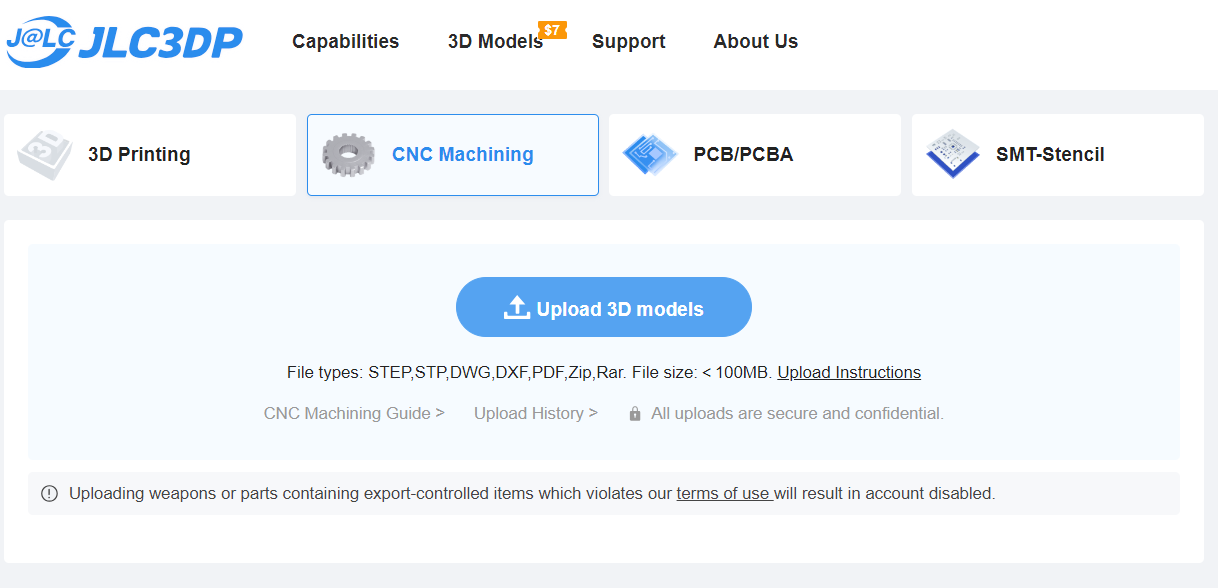 J@LC JLC3DP
Capabilities
3D Models
$7
Support
About Us
3D
3D Printing
CNC Machining
PCB/PCBA
SMT-Stencil
Upload 3D models
File types: STEP,STP,DWG,DXF,PDF,Zip,Rar. File size: < 100MB. Upload Instructions
CNC Machining Guide > Upload History > All uploads are secure and confidential.
Uploading weapons or parts containing export-controlled items which violates our terms of use will result in account disabled.